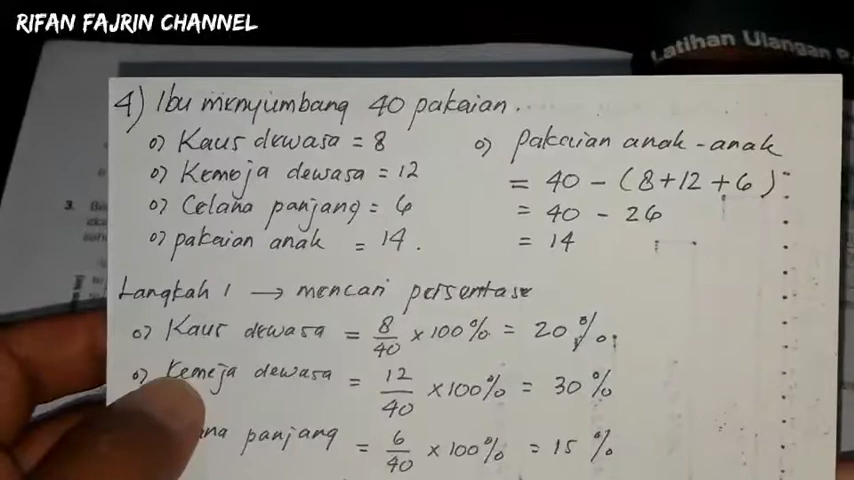 RIFAN FAJRIN CHANNEL
Latihan Ulangan
4) Ibu menyumbang 40 pakaian.
o) Kaus dewasa = 8
o) Kemeja dewasa = 12
o) Celana panjang = 6
o) pakaian anak = 14.
o) Pakaian anak-anak
= 40 - (8+12+6)
= 40 - 26
= 14
Langkah 1 → mencari persentase
o) Kaus dewasa = 8/40 x 100% = 20%
o) Kemeja dewasa = 12/40 x 100% = 30%
ana panjang = 6/40 x 100% = 15%
3.